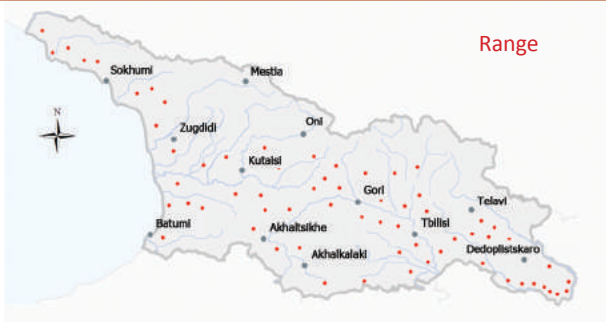 Range
Sokhumi
Mestia
N
Zugdidi
Oni
Kutaisi
Gori
Telavi
Batumi
Akhaltsikhe
Tbilisi
Dedoplistskaro
Akhalkalaki